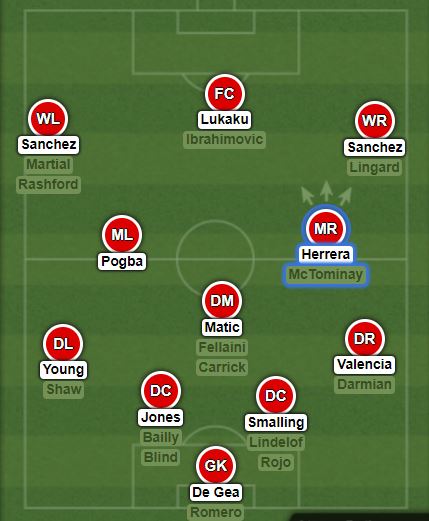 FC
Lukaku
Ibrahimovic
WL
Sanchez
Martial
Rashford
WR
Sanchez
Lingard
ML
Pogba
MR
Herrera
McTominay
DM
Matic
Fellaini
Carrick
DL
Young
Shaw
DR
Valencia
Darmian
DC
Jones
Bailly
Blind
DC
Smalling
Lindelof
Rojo
GK
De Gea
Romero